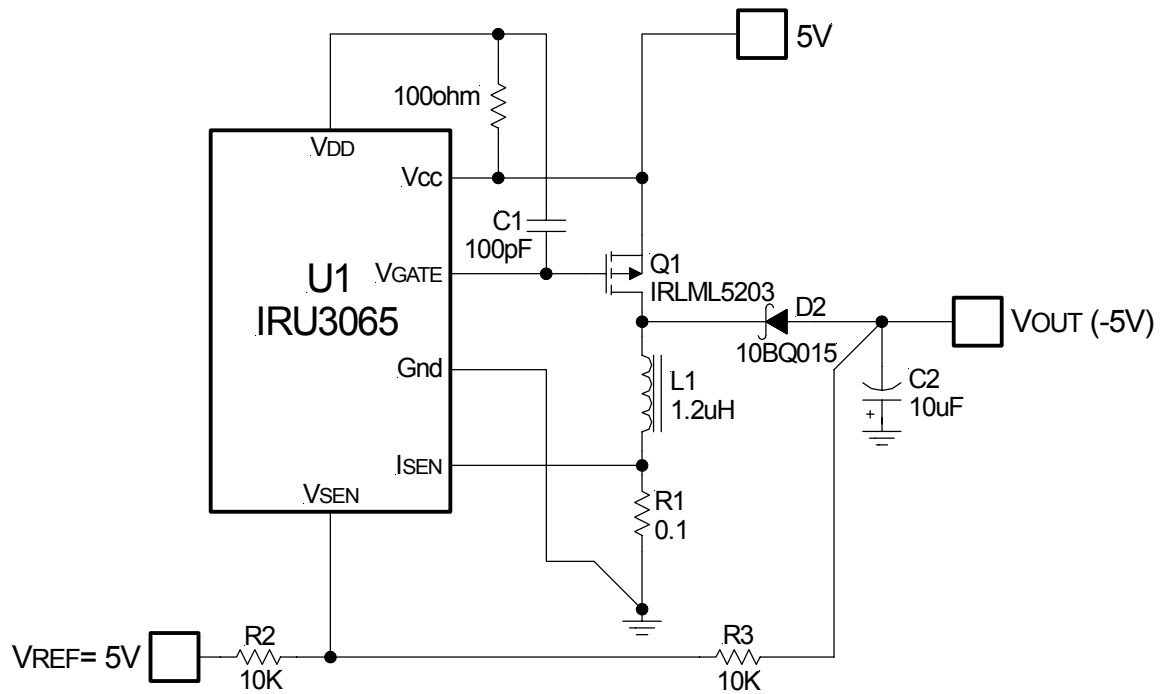 5V
100ohm
VDD
Vcc
C1
100pF
VGATE
Q1
IRLML5203
U1
IRU3065
D2
10BQ015
VOUT (-5V)
Gnd
L1
1.2uH
C2
10uF
+
ISEN
VSEN
R1
0.1
VREF= 5V
R2
10K
R3
10K